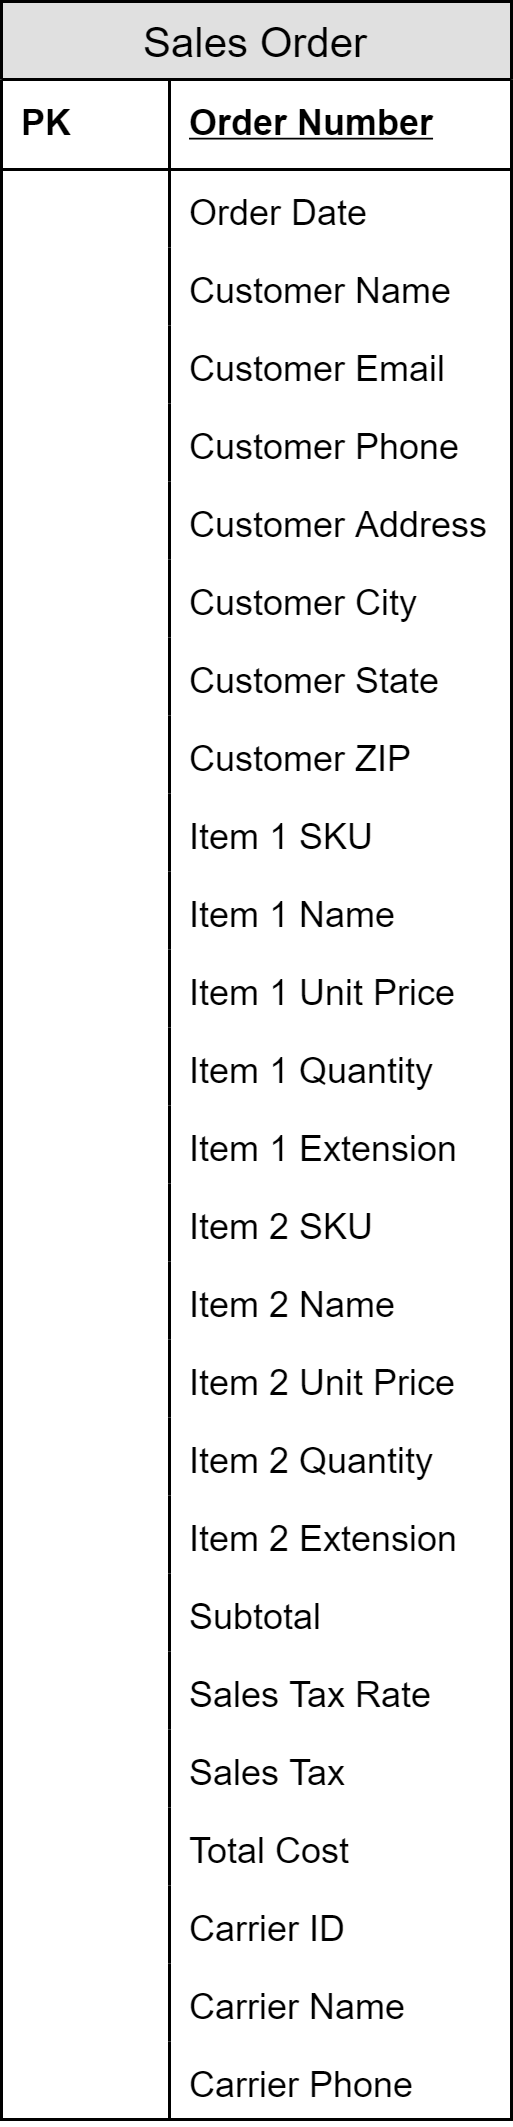 Sales Order
PK Order Number
Order Date
Customer Name
Customer Email
Customer Phone
Customer Address
Customer City
Customer State
Customer ZIP
Item 1 SKU
Item 1 Name
Item 1 Unit Price
Item 1 Quantity
Item 1 Extension
Item 2 SKU
Item 2 Name
Item 2 Unit Price
Item 2 Quantity
Item 2 Extension
Subtotal
Sales Tax Rate
Sales Tax
Total Cost
Carrier ID
Carrier Name
Carrier Phone